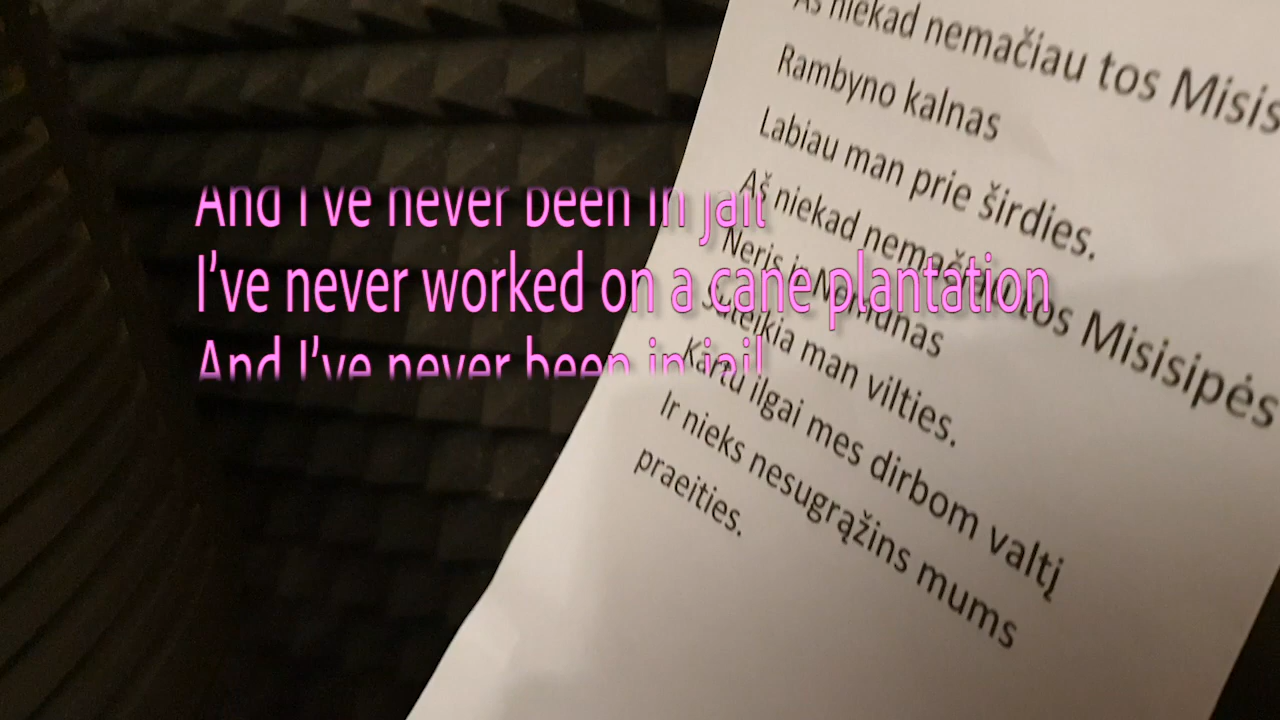 Aš niekad nemačiau tos Misis
Rambyno kalnas
Labiau man prie širdies.
Aš niekad nemačiau tos Misisipės
Neris ir Nemunas
Suteikia man vilties.
Kartu ilgai mes dirbom valtį
Ir nieks nesugrąžins mums
praeities.
And I've never been in jail
I've never worked on a cane plantation
And I've never been in jail